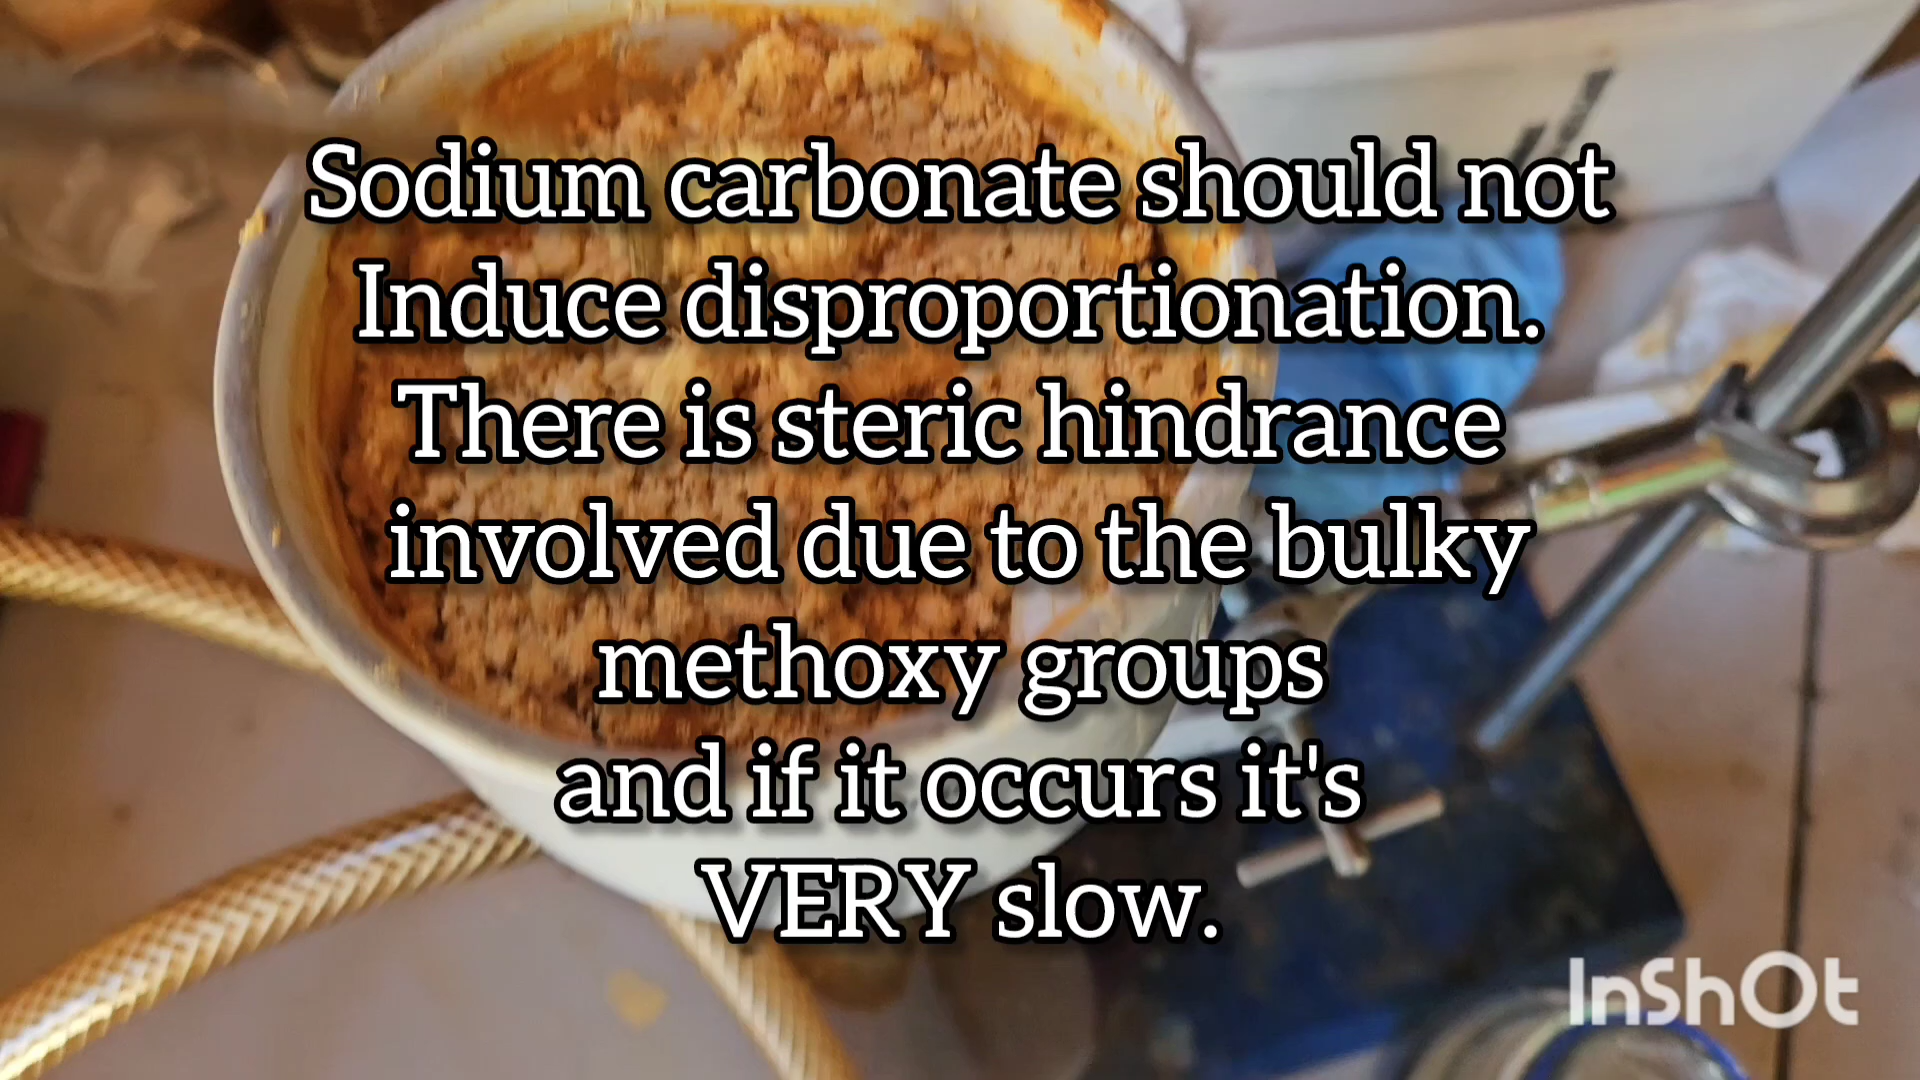 Sodium carbonate should not
Induce disproportionation.
There is steric hindrance
involved due to the bulky
methoxy groups
and if it occurs it's
VERY slow.
InShOt